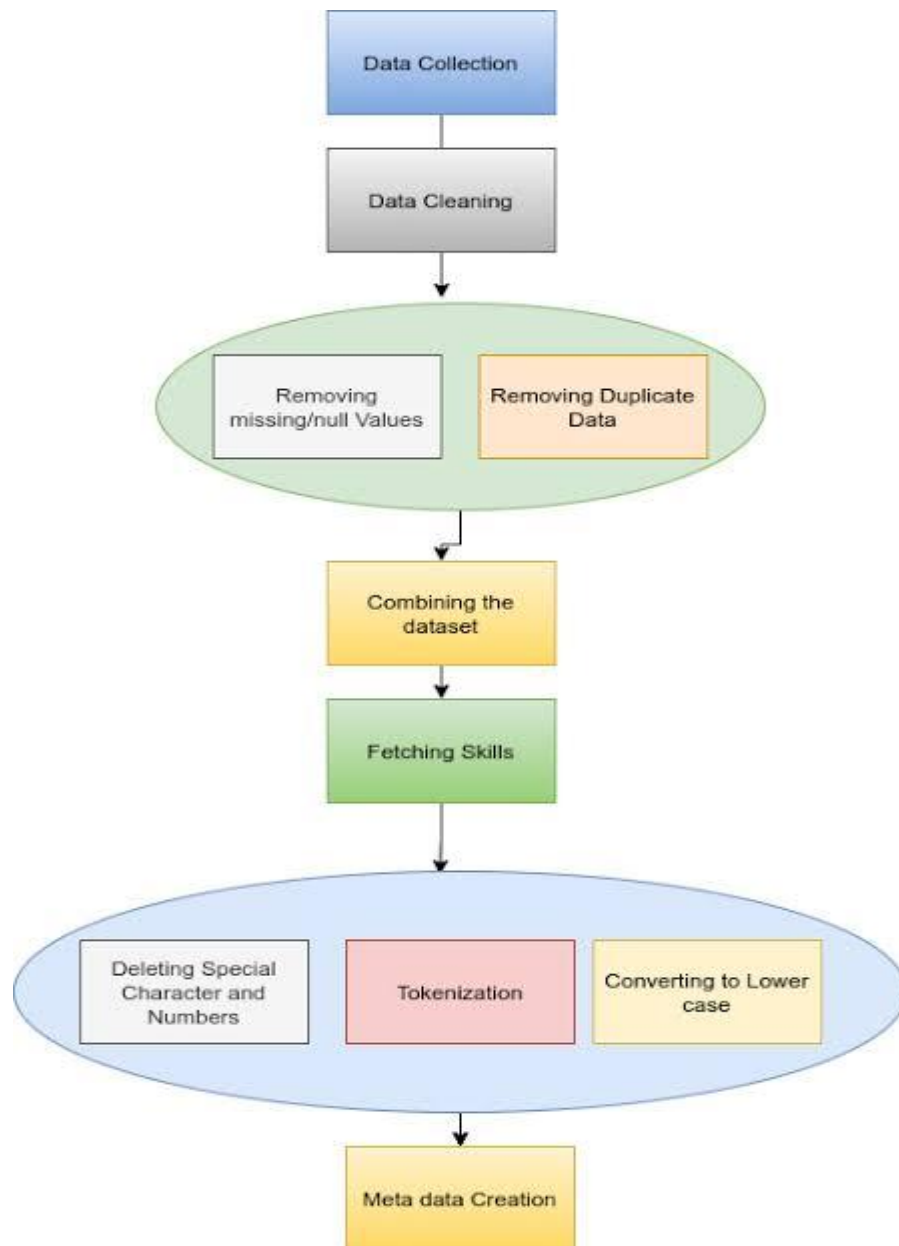 Data Collection
Data Cleaning
Removing
missing/null Values
Removing Duplicate
Data
Combining the
dataset
Fetching Skills
Deleting Special
Character and
Numbers
Tokenization
Converting to Lower
case
Meta data Creation